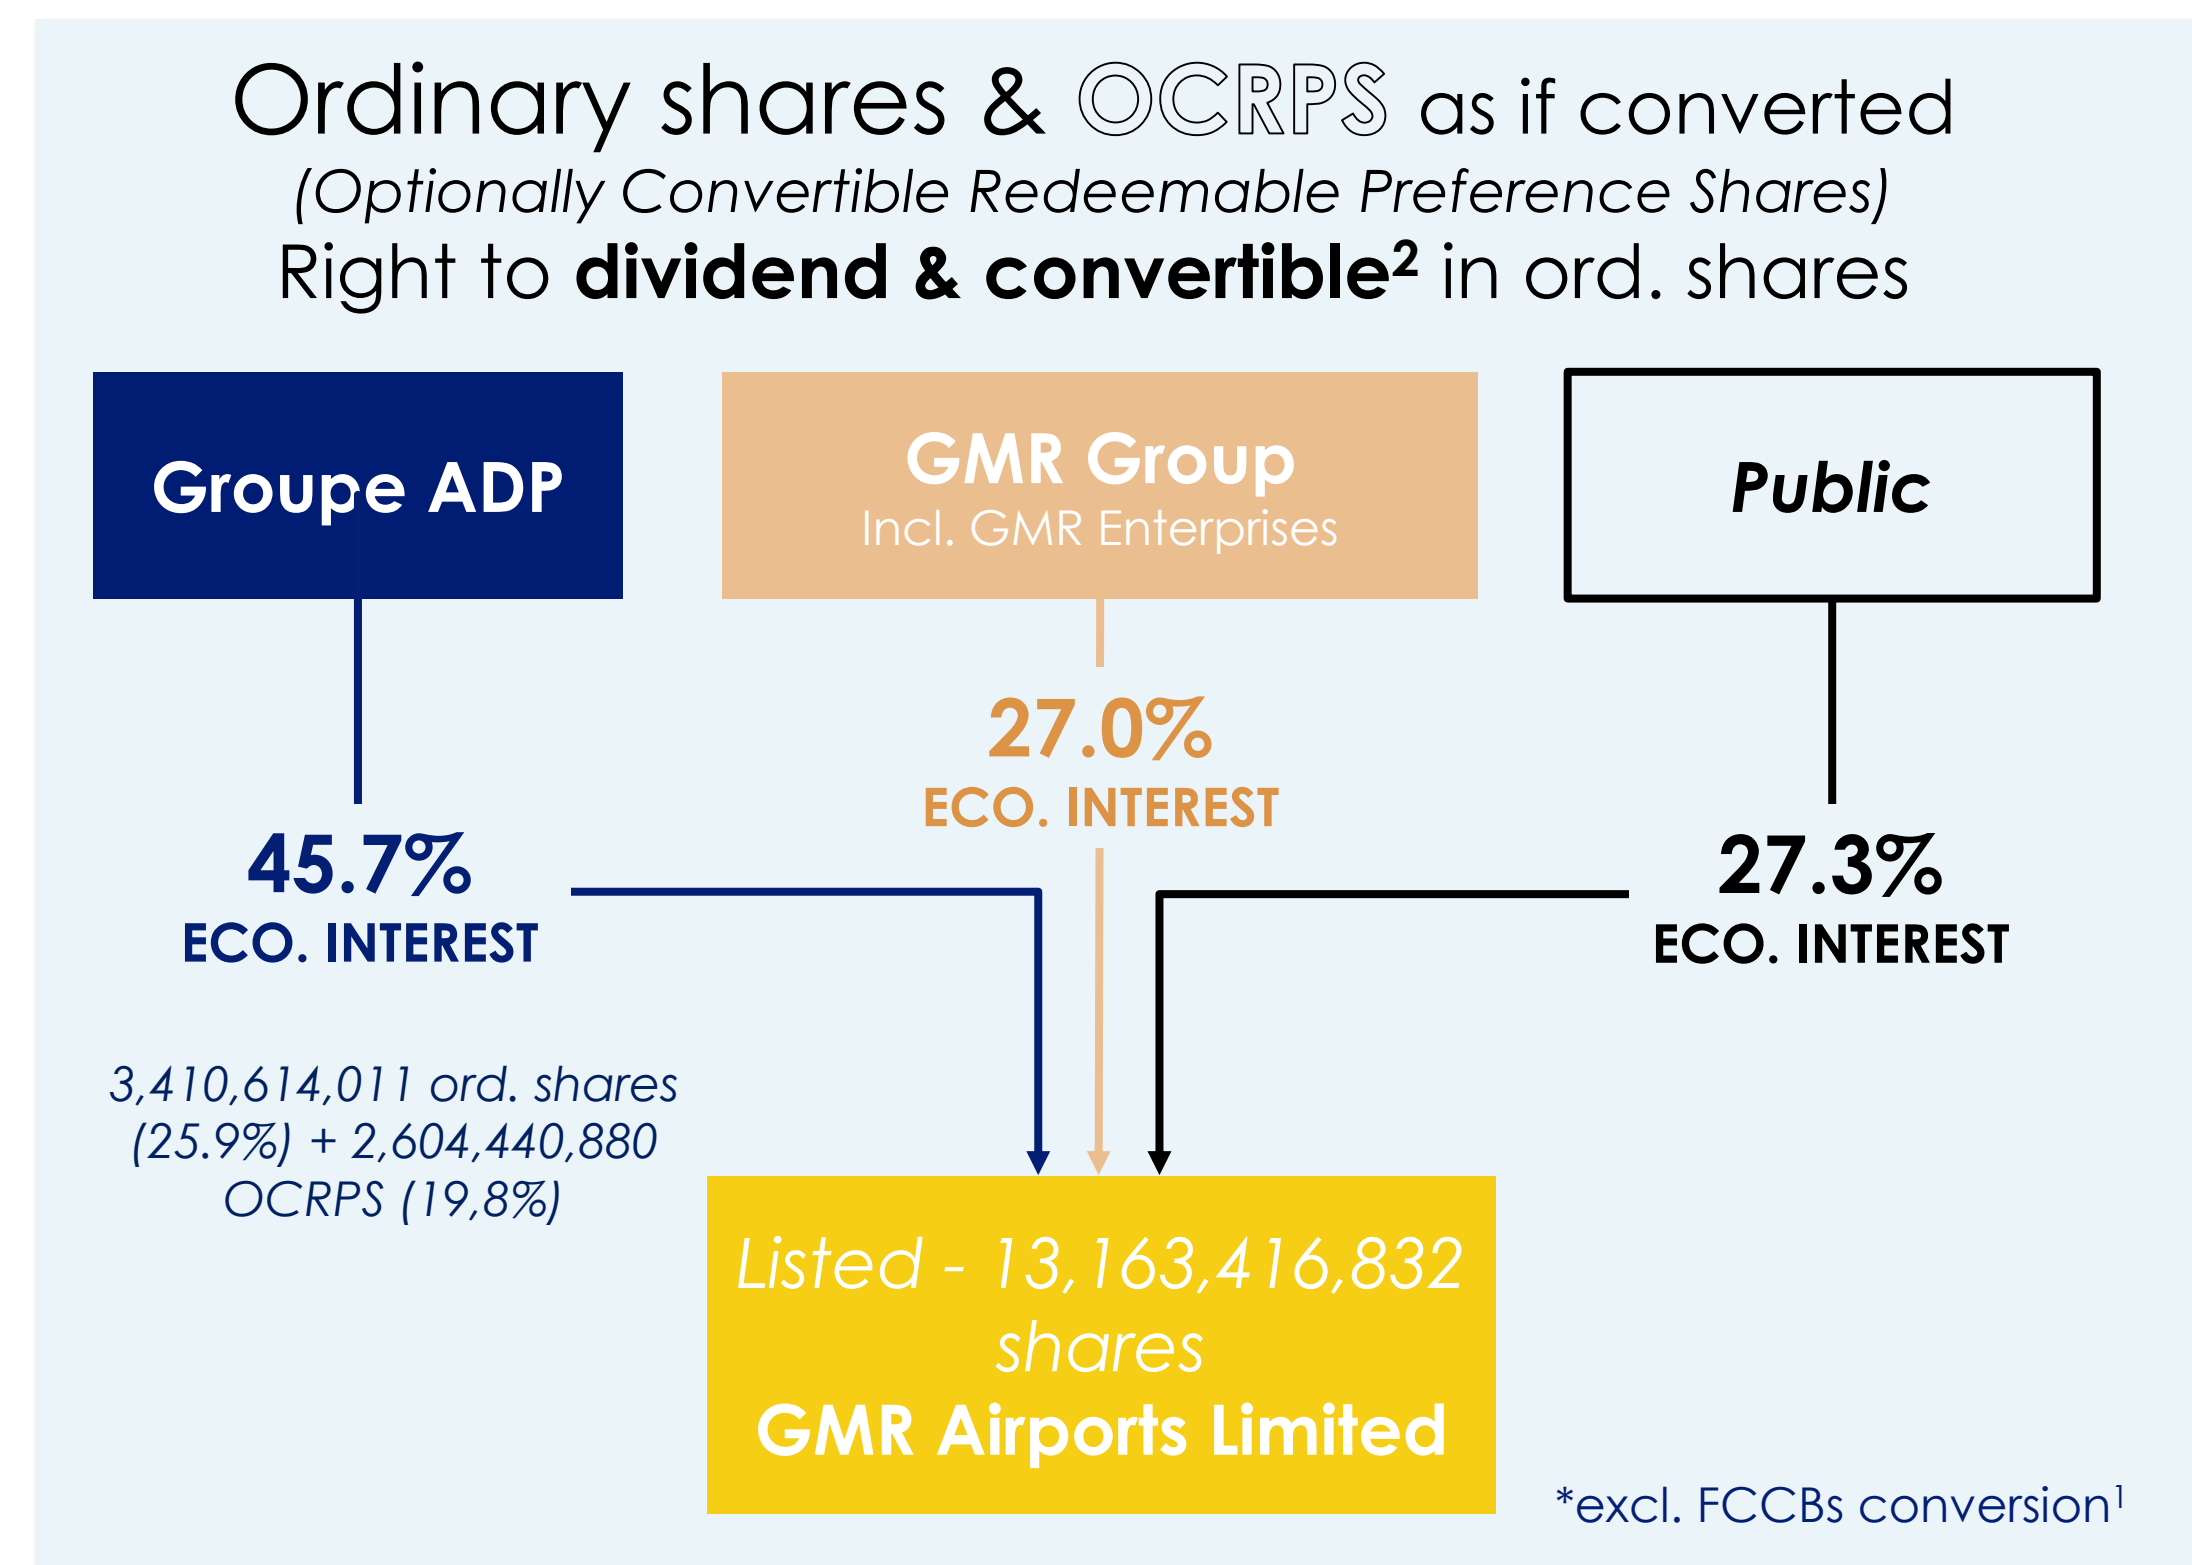 Ordinary shares & OCRPS as if converted
(Optionally Convertible Redeemable Preference Shares)
Right to dividend & convertible² in ord. shares
Groupe ADP
GMR Group
Incl. GMR Enterprises
Public
27.0%
ECO. INTEREST
45.7%
ECO. INTEREST
27.3%
ECO. INTEREST
3,410,614,011 ord. shares
(25.9%) + 2,604,440,880
OCRPS (19,8%)
Listed - 13,163,416,832
shares
GMR Airports Limited
*excl. FCCBs conversion¹